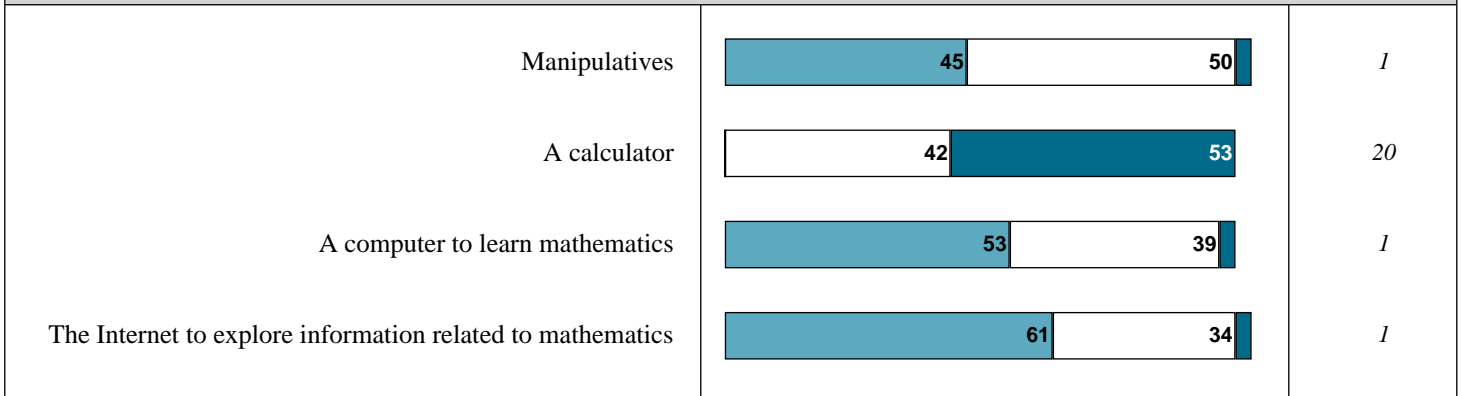 Manipulatives 45 50 1
A calculator 42 53 20
A computer to learn mathematics 53 39 1
The Internet to explore information related to mathematics 61 34 1